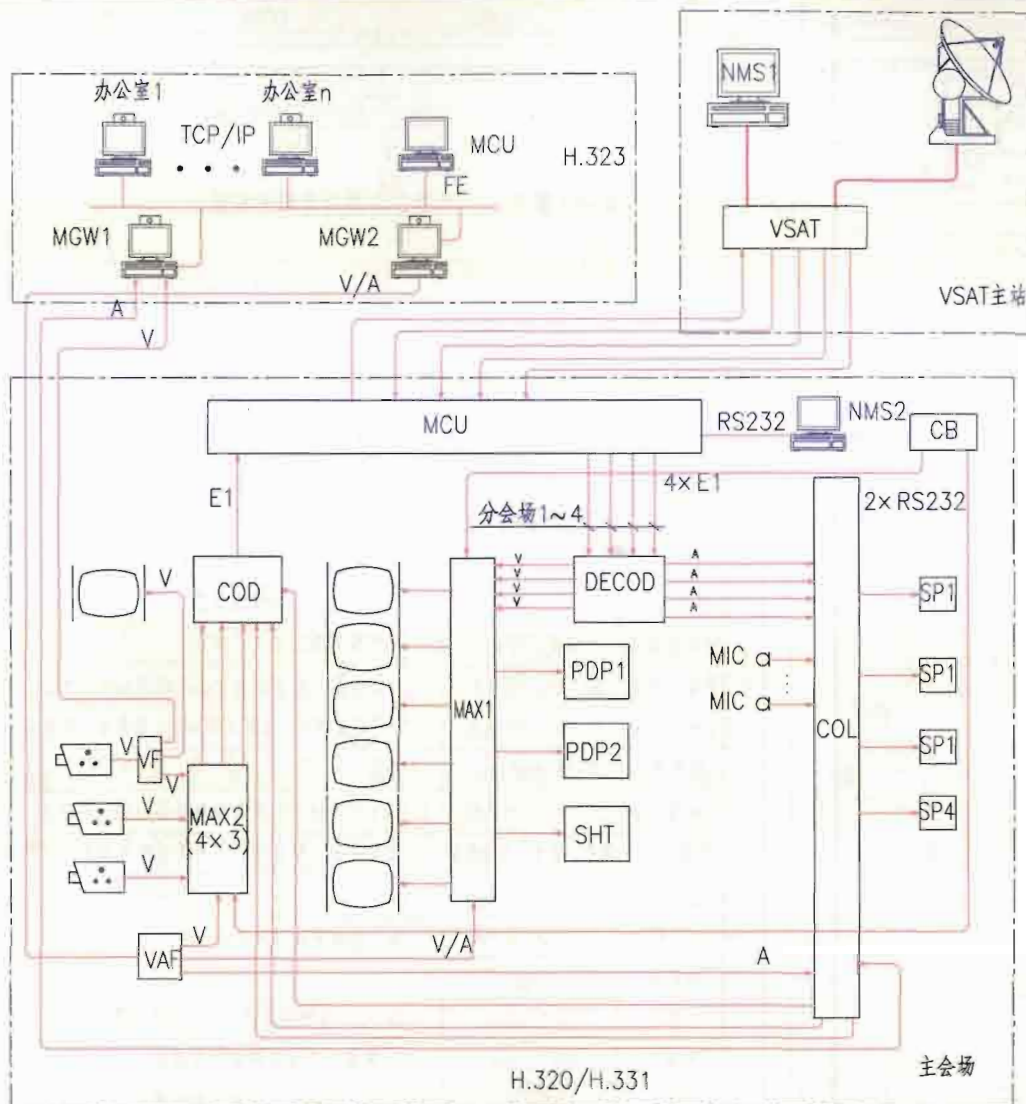 办公室1
办公室n
TCP/IP
MCU
H.323
FE
MGW1
MGW2
V/A
A
V
NMS1
VSAT
VSAT主站
MCU
RS232
NMS2
CB
E1
4×E1
2×RS232
分会场1~4
V
COD
V
V
V
V
DECOD
A
A
A
A
SP1
MIC
PDP1
SP1
MIC
MAX1
COL
V
VF
V
PDP2
SP1
V
MAX2
(4×3)
SHT
SP4
V
V
VAF
V/A
A
H.320/H.331
主会场